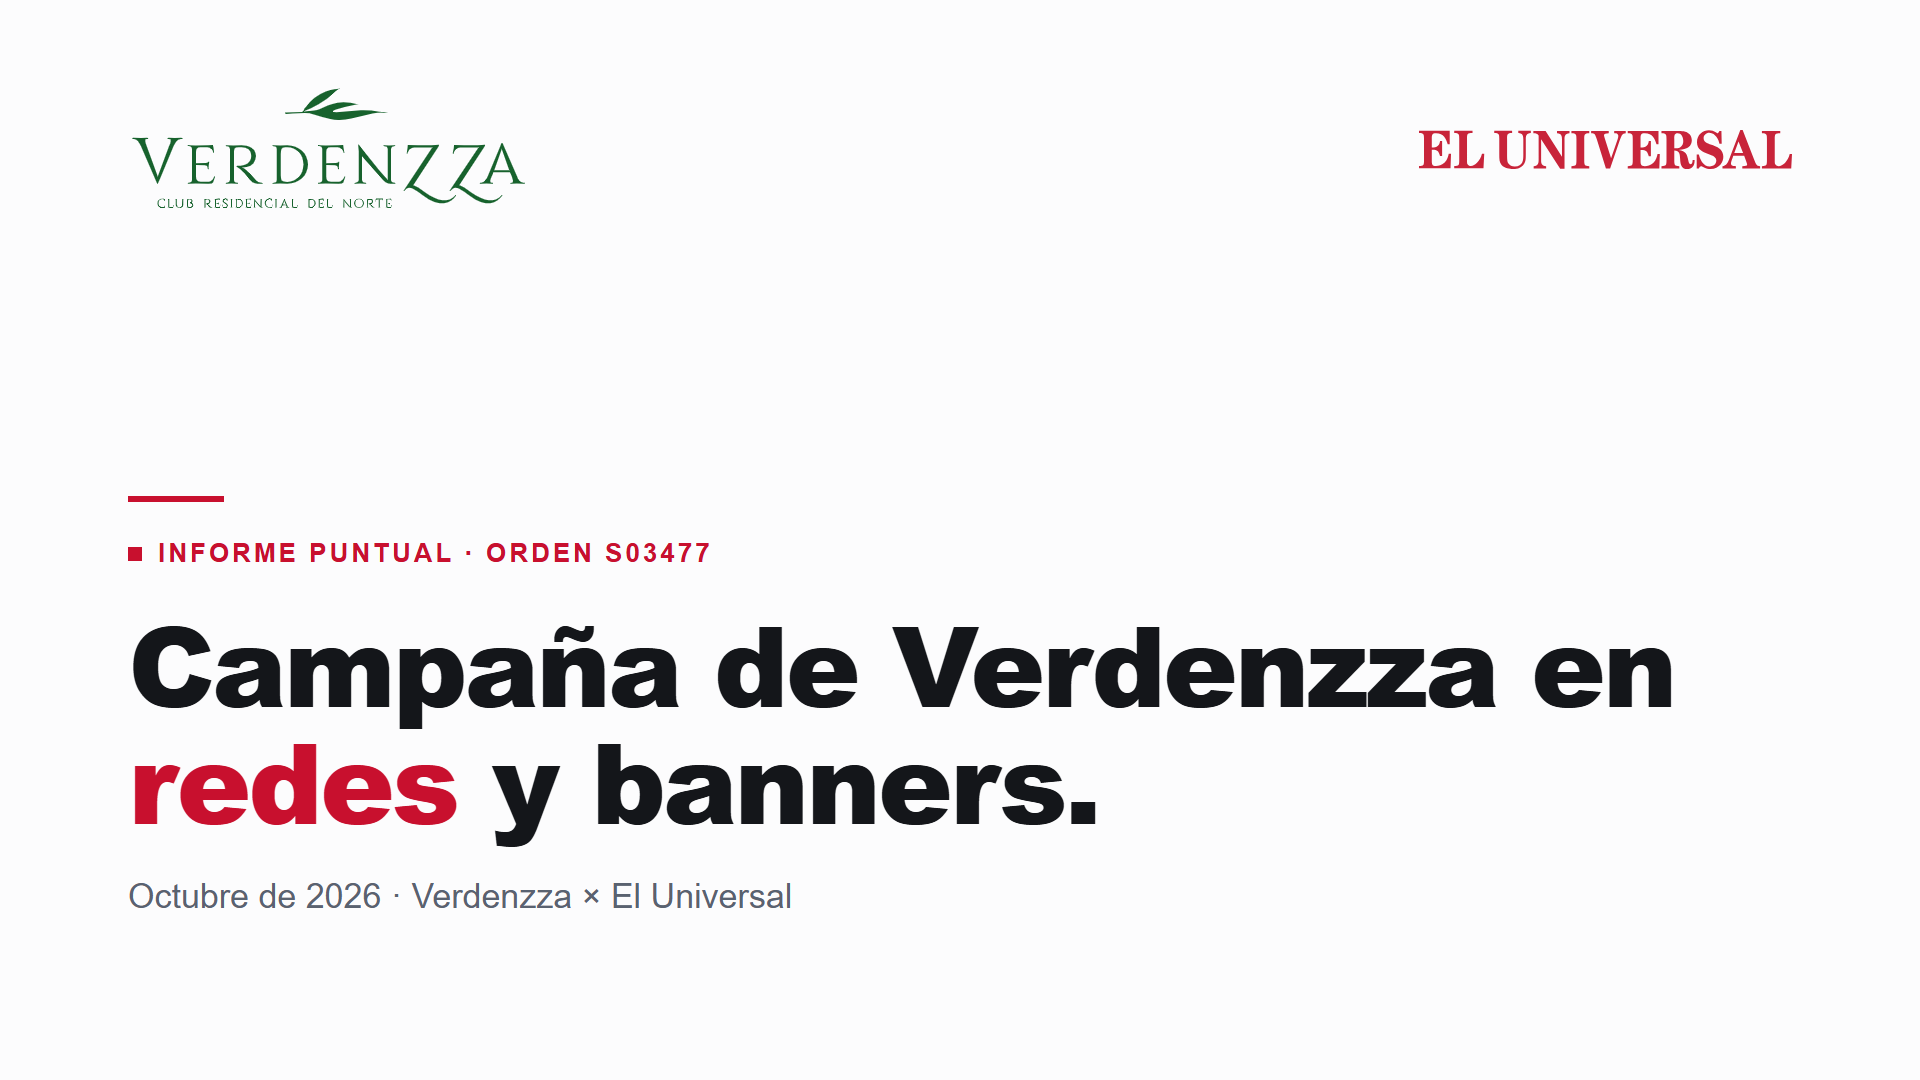 VERDENZZA
CLUB RESIDENCIAL DEL NORTE
EL UNIVERSAL
INFORME PUNTUAL · ORDEN S03477
Campaña de Verdenzza en
redes y banners.
Octubre de 2026 · Verdenzza × El Universal